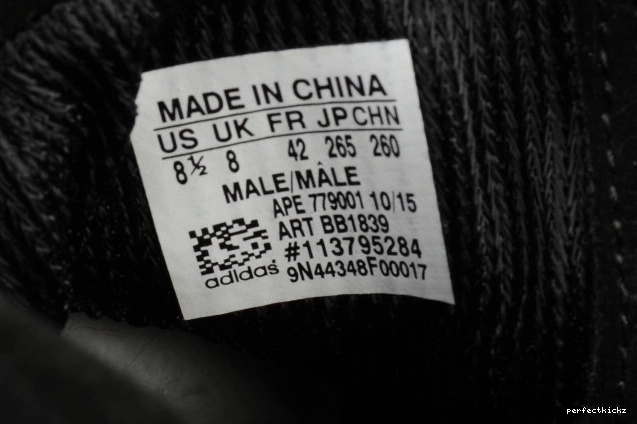 MADE IN CHINA
US UK FR JP CHN
8½ 8 42 265 260
MALE/MÂLE
APE 779001 10/15
ART BB1839
#113795284
adidas® 9N44348F00017
perfectkickz